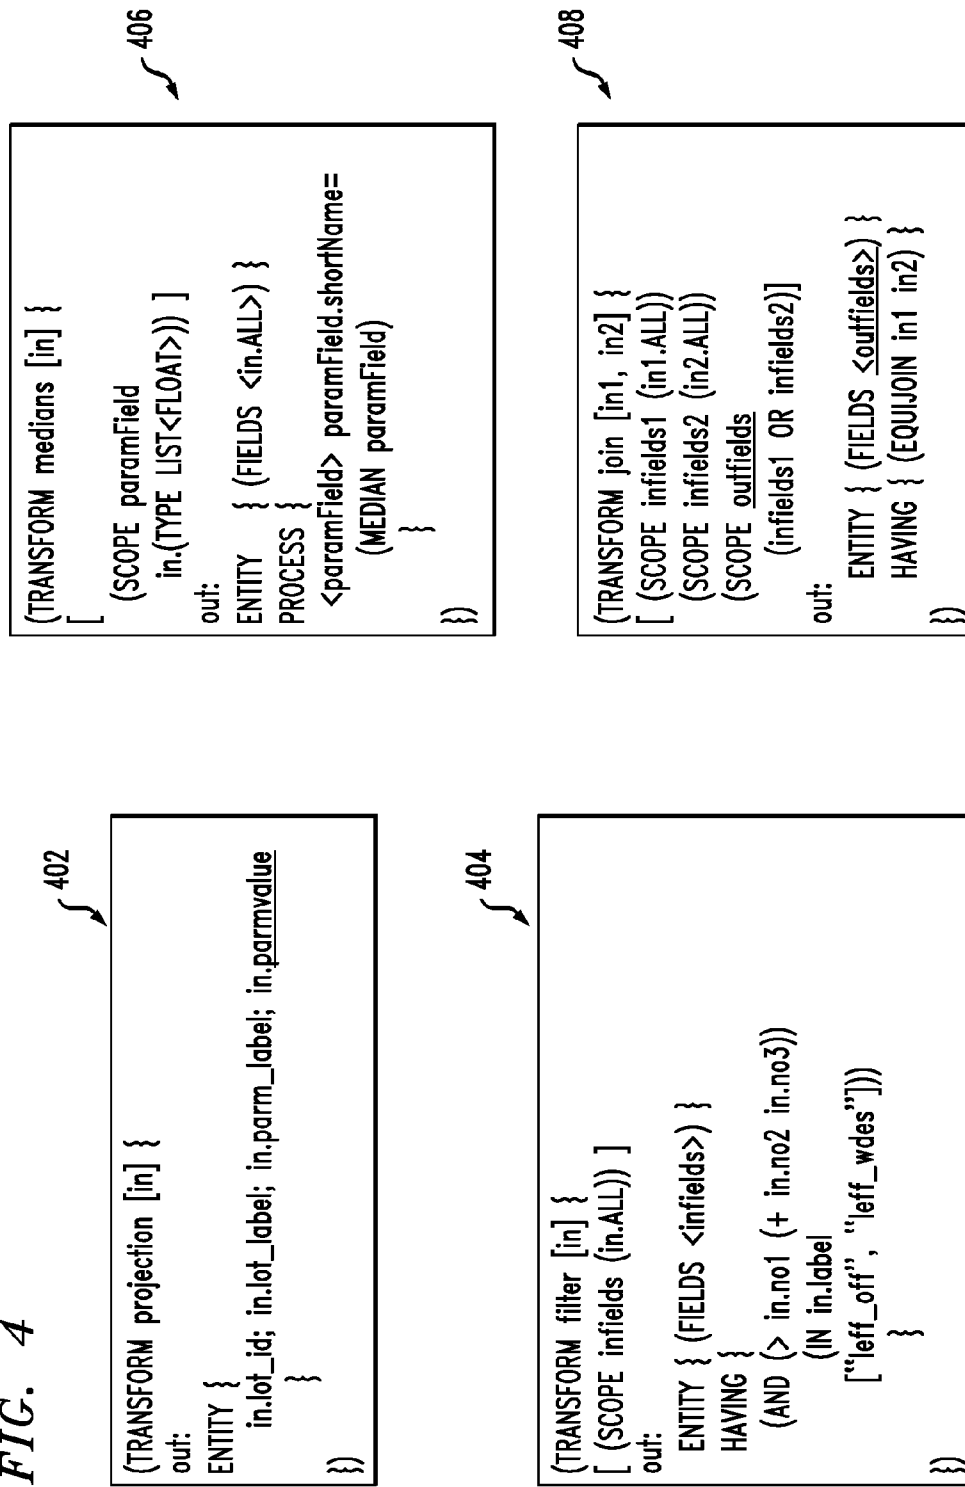 FIG. 4
402
(TRANSFORM projection [in] {
out:
ENTITY {
in.lot_id; in.lot_label; in.parm_label; in.parmvalue
}
})
404
(TRANSFORM filter [in] {
[ (SCOPE infields (in.ALL)) ]
out:
ENTITY { (FIELDS <infields>) }
HAVING {
(AND (> in.no1 (+ in.no2 in.no3))
(IN in.label
["leff_off", "leff_wdes"]))
}
})
406
(TRANSFORM medians [in] {
[
(SCOPE paramField
in.(TYPE LIST<FLOAT>)) ]
out:
ENTITY { (FIELDS <in.ALL>) }
PROCESS {
<paramField> paramField.shortName=
(MEDIAN paramField)
}
})
408
(TRANSFORM join [in1, in2] {
[ (SCOPE infields1 (in1.ALL))
(SCOPE infields2 (in2.ALL))
(SCOPE outfields
(infields1 OR infields2)]
out:
ENTITY { (FIELDS <outfields>) }
HAVING { (EQUIJOIN in1 in2) }
})